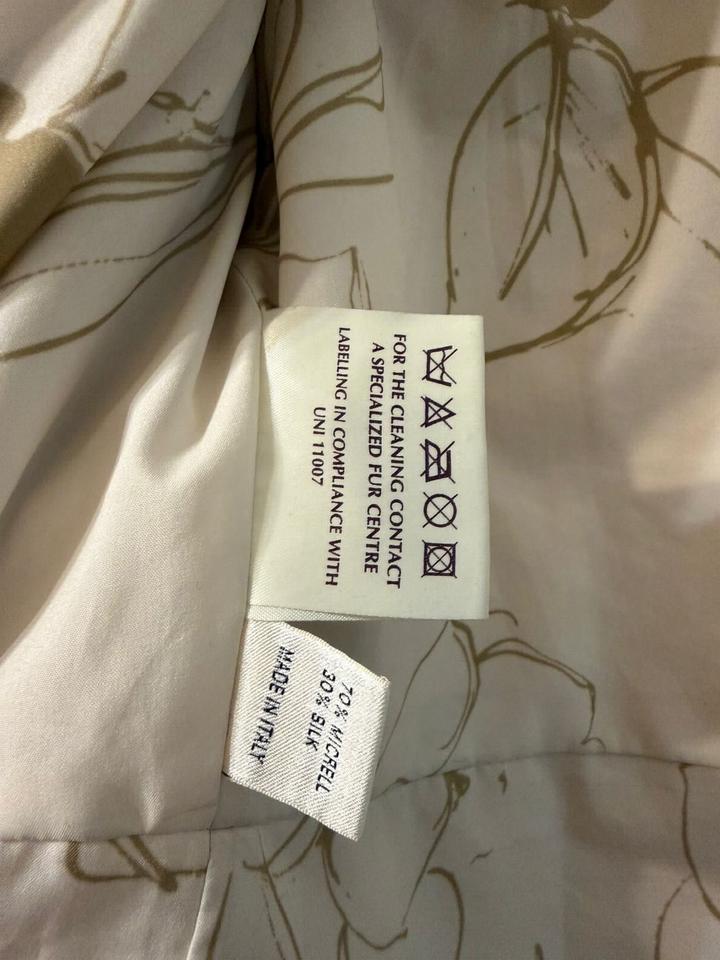 FOR THE CLEANING CONTACT
A SPECIALIZED FUR CENTRE
LABELLING IN COMPLIANCE WITH
UNI 11007
70% MICRELL
30% SILK
MADE IN ITALY